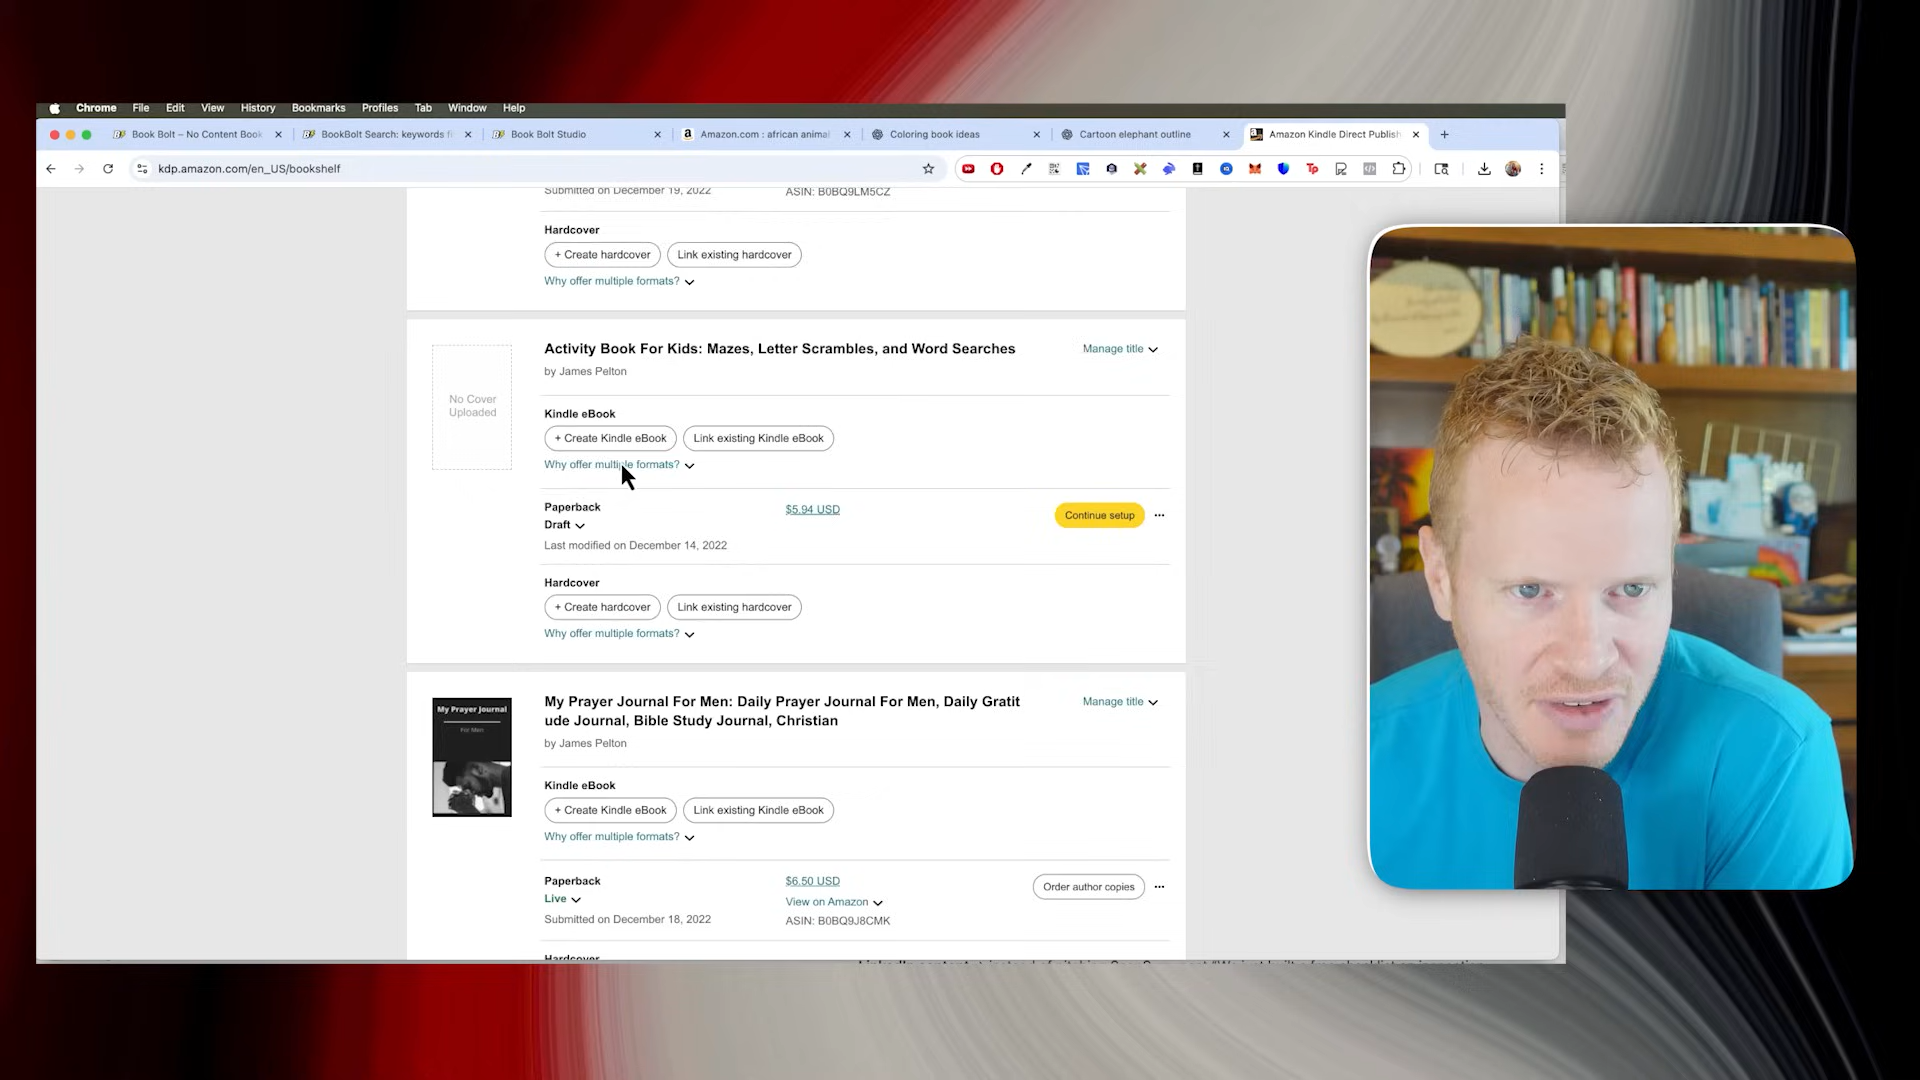 Chrome File Edit View History Bookmarks Profiles Tab Window Help
Book Bolt – No Content Book
BookBolt Search: keywords f
Book Bolt Studio
Amazon.com : african animal
Coloring book ideas
Cartoon elephant outline
Amazon Kindle Direct Publish
kdp.amazon.com/en_US/bookshelf
Submitted on December 19, 2022 ASIN: B0BQ9LM5CZ
Hardcover
+ Create hardcover Link existing hardcover
Why offer multiple formats?
No Cover
Uploaded
Activity Book For Kids: Mazes, Letter Scrambles, and Word Searches
Manage title
by James Pelton
Kindle eBook
+ Create Kindle eBook Link existing Kindle eBook
Why offer multiple formats?
Paperback $5.94 USD
Continue setup
Draft
Last modified on December 14, 2022
Hardcover
+ Create hardcover Link existing hardcover
Why offer multiple formats?
My Prayer Journal
For Men
My Prayer Journal For Men: Daily Prayer Journal For Men, Daily Gratit
ude Journal, Bible Study Journal, Christian
Manage title
by James Pelton
Kindle eBook
+ Create Kindle eBook Link existing Kindle eBook
Why offer multiple formats?
Paperback $6.50 USD
Order author copies
Live View on Amazon
Submitted on December 18, 2022 ASIN: B0BQ9J8CMK
Hardcover